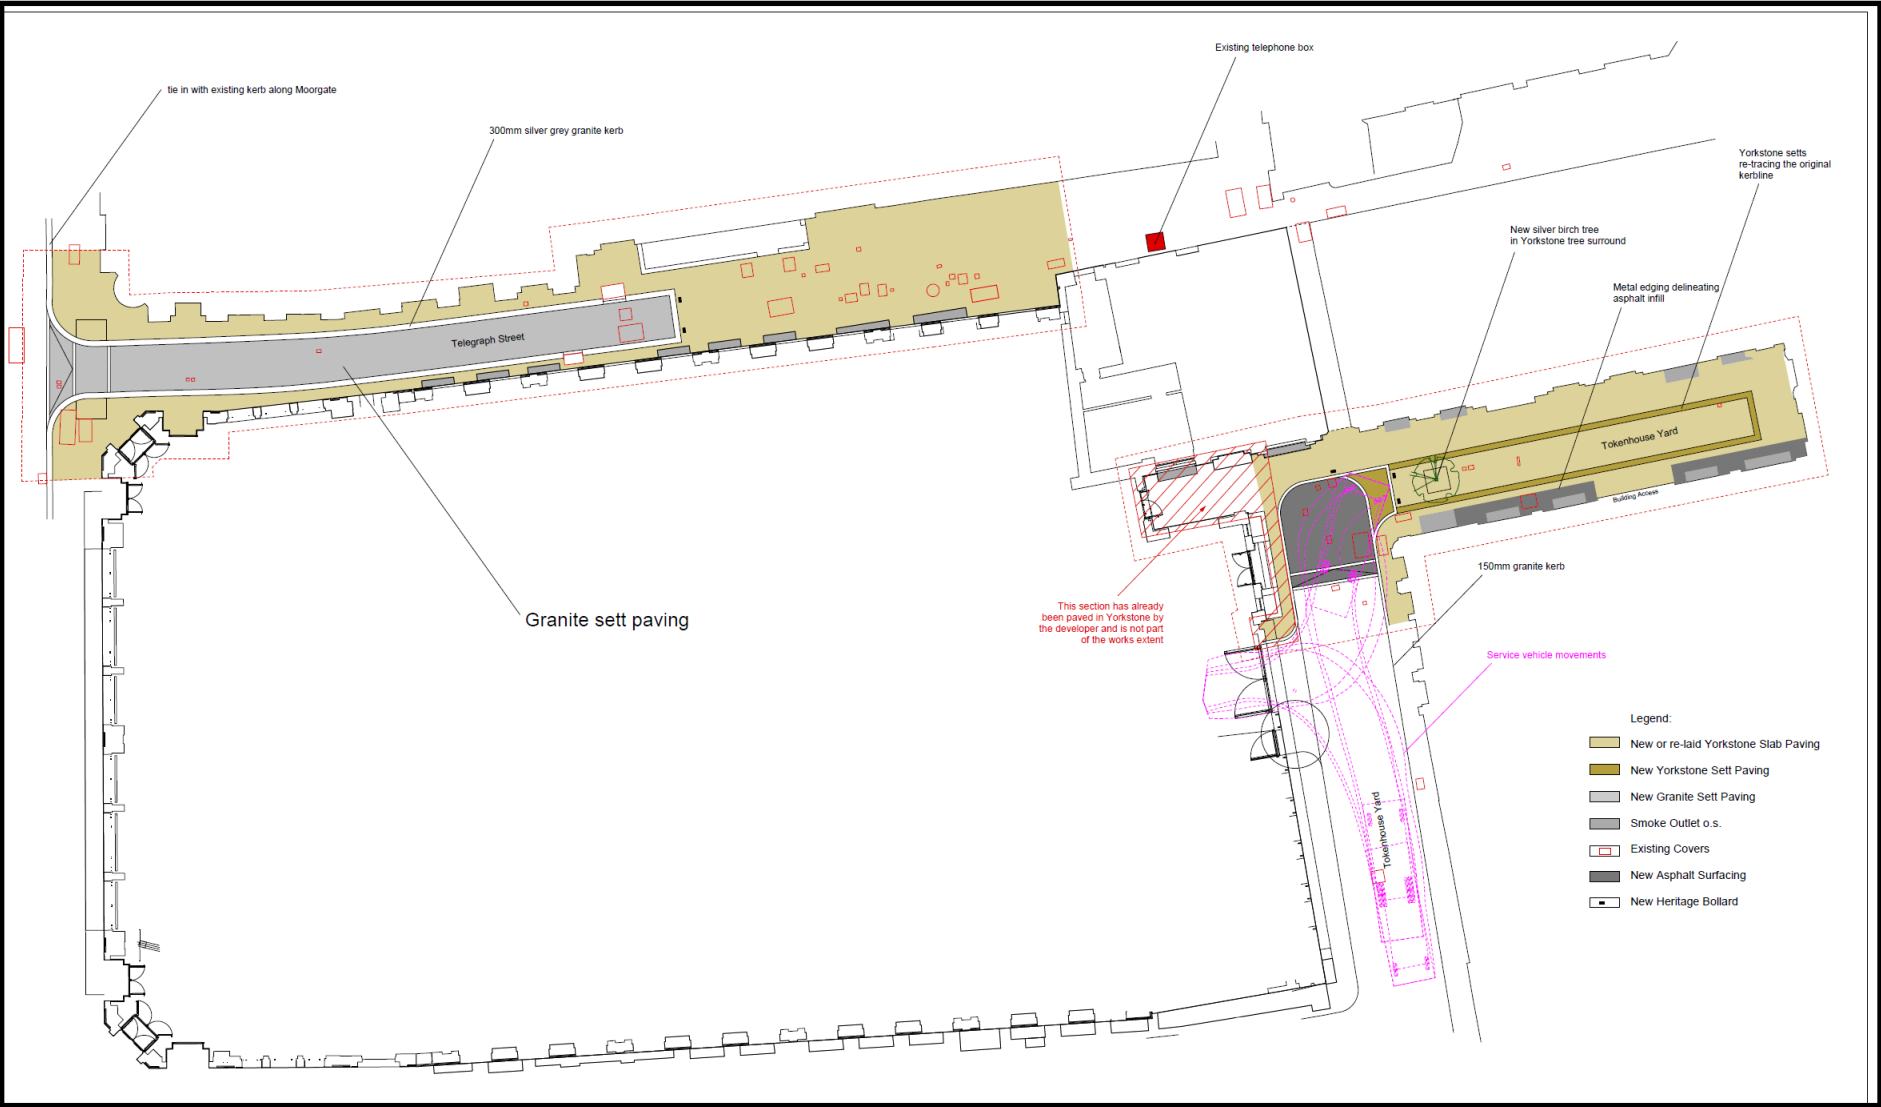 Existing telephone box
tie in with existing kerb along Moorgate
300mm silver grey granite kerb
Yorkstone setts
re-tracing the original
kerbline
New silver birch tree
in Yorkstone tree surround
Metal edging delineating
asphalt infill
Telegraph Street
Tokenhouse Yard
Building Access
150mm granite kerb
This section has already
been paved in Yorkstone by
the developer and is not part
of the works extent
Granite sett paving
Service vehicle movements
Tokenhouse Yard
Legend:
New or re-laid Yorkstone Slab Paving
New Yorkstone Sett Paving
New Granite Sett Paving
Smoke Outlet o.s.
Existing Covers
New Asphalt Surfacing
New Heritage Bollard